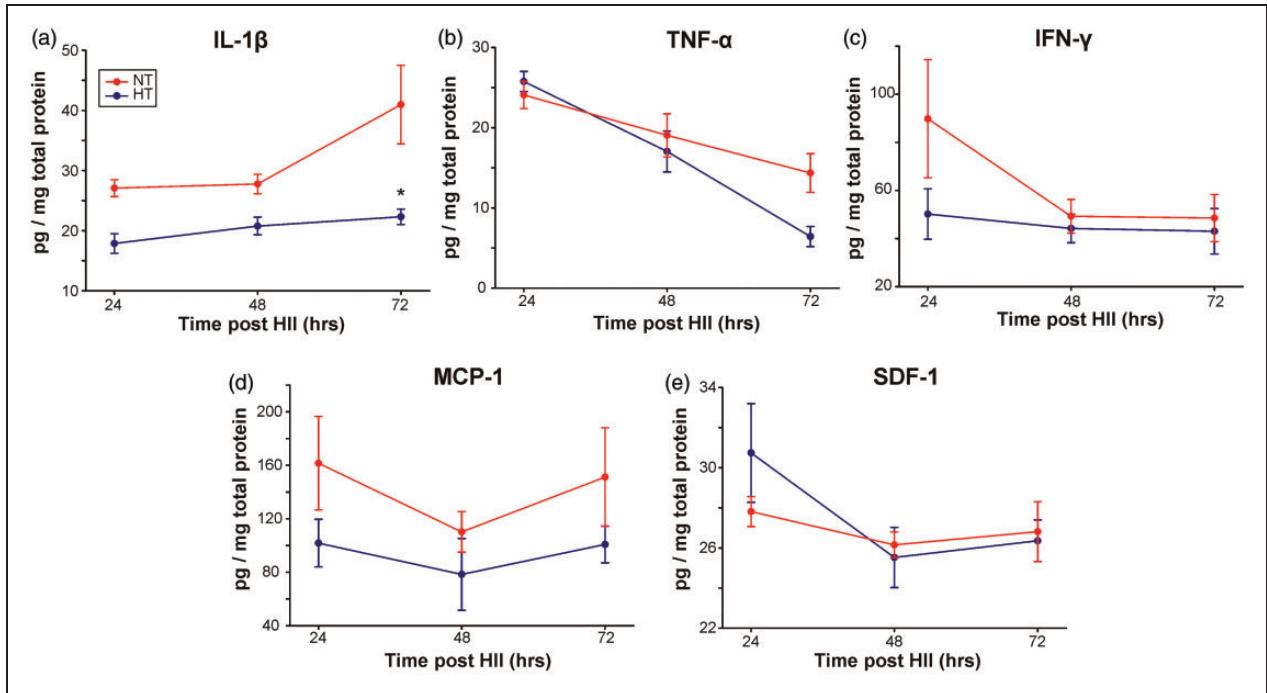 (a)
IL-1β
pg / mg total protein
50
40
30
20
10
NT
HT
*
24
48
72
Time post HII (hrs)
(b)
TNF-α
pg / mg total protein
30
20
10
0
24
48
72
Time post HII (hrs)
(c)
IFN-γ
pg / mg total protein
100
60
20
24
48
72
Time post HII (hrs)
(d)
MCP-1
pg / mg total protein
200
160
120
80
40
24
48
72
Time post HII (hrs)
(e)
SDF-1
pg / mg total protein
34
30
26
22
24
48
72
Time post HII (hrs)